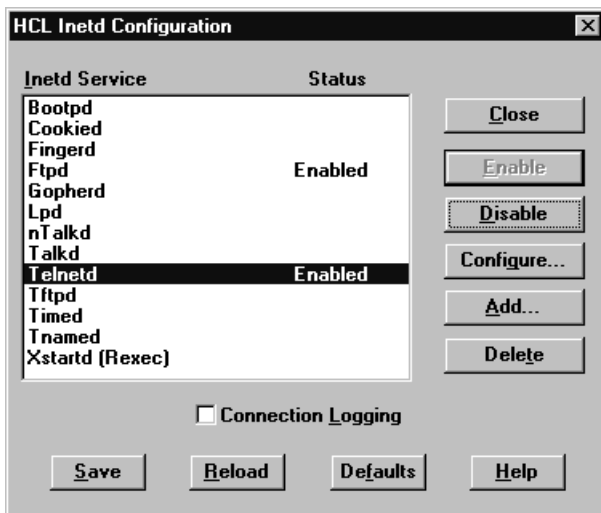 HCL Inetd Configuration
Inetd Service Status
Bootpd
Cookied
Fingerd
Ftpd Enabled
Gopherd
Lpd
nTalkd
Talkd
Telnetd Enabled
Tftpd
Timed
Tnamed
Xstartd (Rexec)
Close
Enable
Disable
Configure...
Add...
Delete
Connection Logging
Save Reload Defaults Help